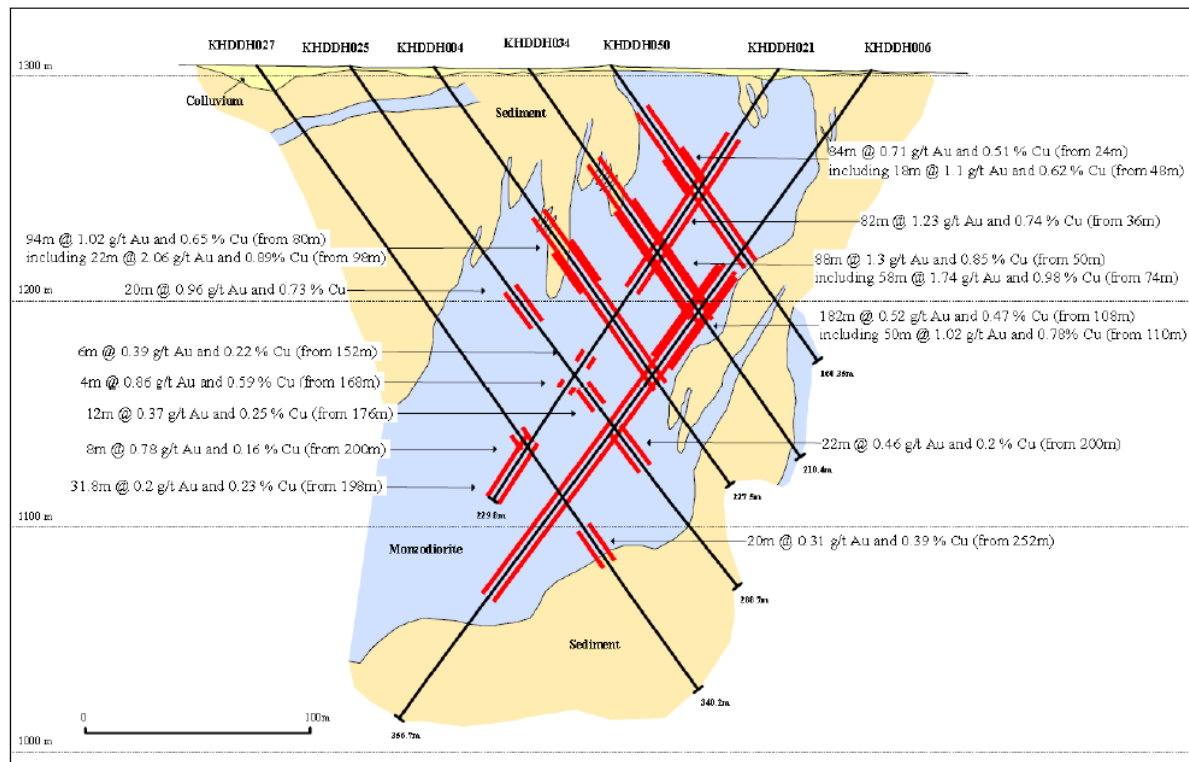 KHDDH027 KHDDH025 KHDDH004 KHDDH034 KHDDH050 KHDDH021 KHDDH006
1300 m
Colluvium
Sediment
84m @ 0.71 g/t Au and 0.51 % Cu (from 24m)
including 18m @ 1.1 g/t Au and 0.62 % Cu (from 48m)
82m @ 1.23 g/t Au and 0.74 % Cu (from 36m)
94m @ 1.02 g/t Au and 0.65 % Cu (from 80m)
including 22m @ 2.06 g/t Au and 0.89% Cu (from 98m)
88m @ 1.3 g/t Au and 0.85 % Cu (from 50m)
including 58m @ 1.74 g/t Au and 0.98 % Cu (from 74m)
20m @ 0.96 g/t Au and 0.73 % Cu
1200 m
182m @ 0.52 g/t Au and 0.47 % Cu (from 108m)
including 50m @ 1.02 g/t Au and 0.78% Cu (from 110m)
6m @ 0.39 g/t Au and 0.22 % Cu (from 152m)
4m @ 0.86 g/t Au and 0.59 % Cu (from 168m)
12m @ 0.37 g/t Au and 0.25 % Cu (from 176m)
8m @ 0.78 g/t Au and 0.16 % Cu (from 200m)
22m @ 0.46 g/t Au and 0.2 % Cu (from 200m)
210.4m
31.8m @ 0.2 g/t Au and 0.23 % Cu (from 198m)
227.5m
229.8m
1100 m
20m @ 0.31 g/t Au and 0.39 % Cu (from 252m)
Monzodiorite
288.7m
Sediment
340.2m
366.7m
0 100m
1000 m